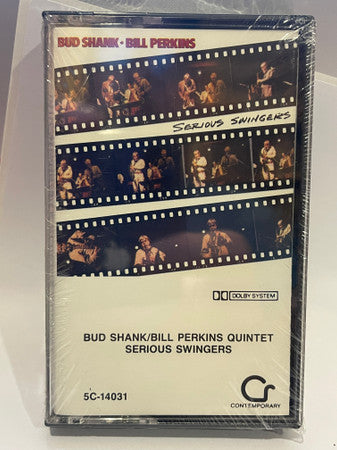 BUD SHANK • BILL PERKINS
SERIOUS SWINGERS
DOLBY SYSTEM
BUD SHANK/BILL PERKINS QUINTET
SERIOUS SWINGERS
5C-14031
CONTEMPORARY